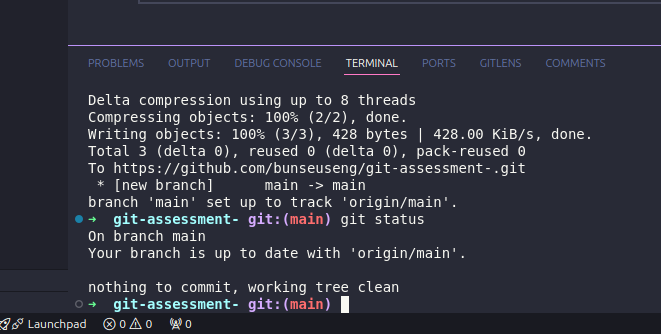 PROBLEMS OUTPUT DEBUG CONSOLE TERMINAL PORTS GITLENS COMMENTS
Delta compression using up to 8 threads
Compressing objects: 100% (2/2), done.
Writing objects: 100% (3/3), 428 bytes | 428.00 KiB/s, done.
Total 3 (delta 0), reused 0 (delta 0), pack-reused 0
To https://github.com/bunseuseng/git-assessment-.git
 * [new branch]      main -> main
branch 'main' set up to track 'origin/main'.
➜  git-assessment- git:(main) git status
On branch main
Your branch is up to date with 'origin/main'.
nothing to commit, working tree clean
➜  git-assessment- git:(main)
Launchpad 0 0 0